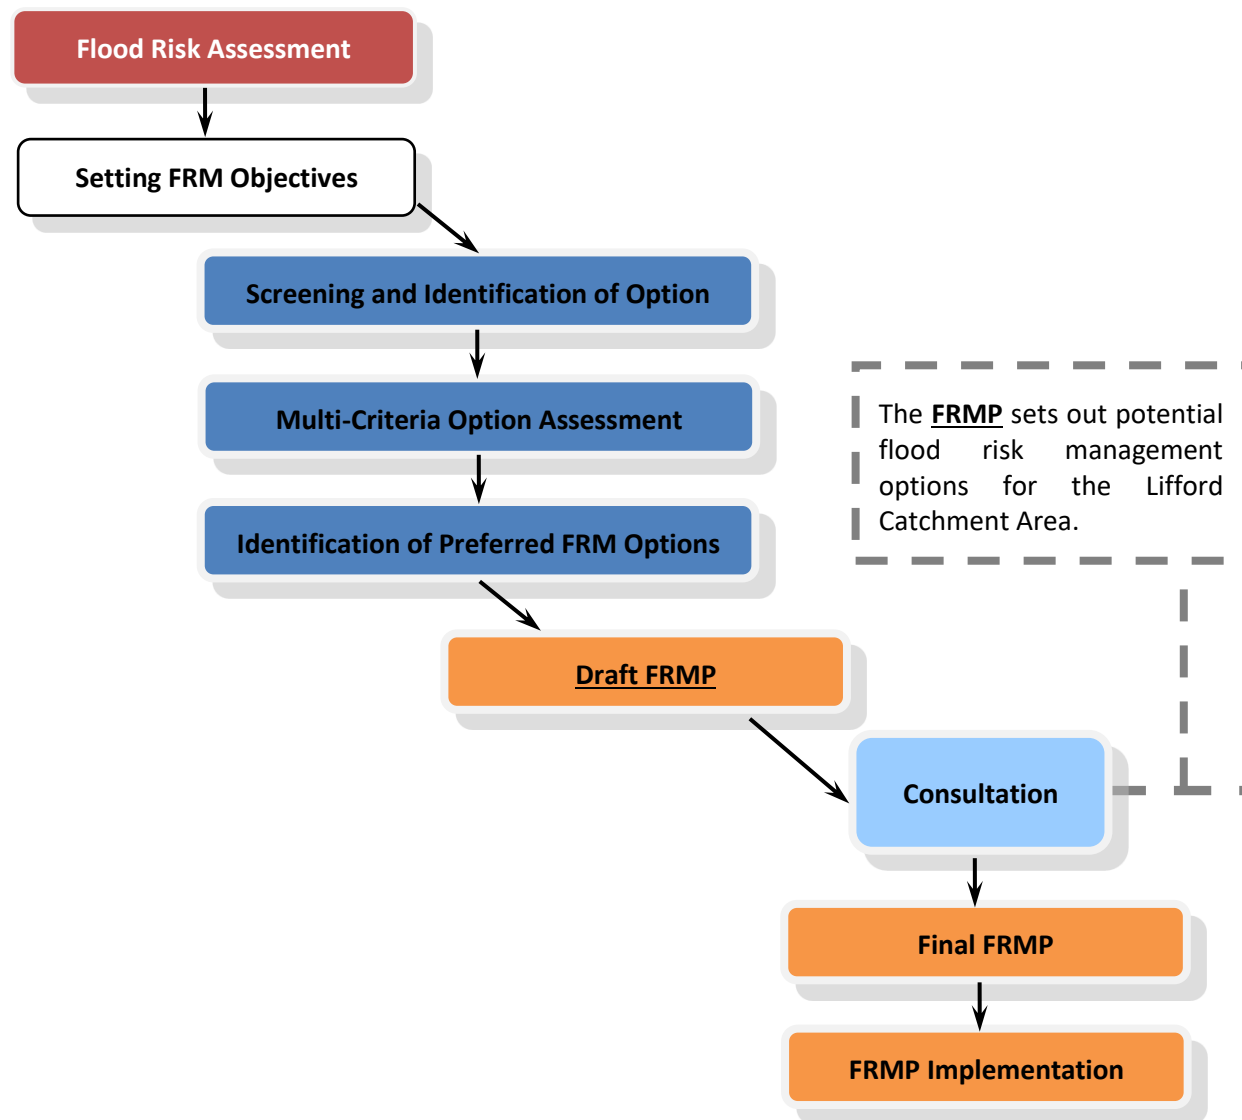 Flood Risk Assessment
Setting FRM Objectives
Screening and Identification of Option
Multi-Criteria Option Assessment
The FRMP sets out potential
flood risk management
options for the Lifford
Catchment Area.
Identification of Preferred FRM Options
Draft FRMP
Consultation
Final FRMP
FRMP Implementation